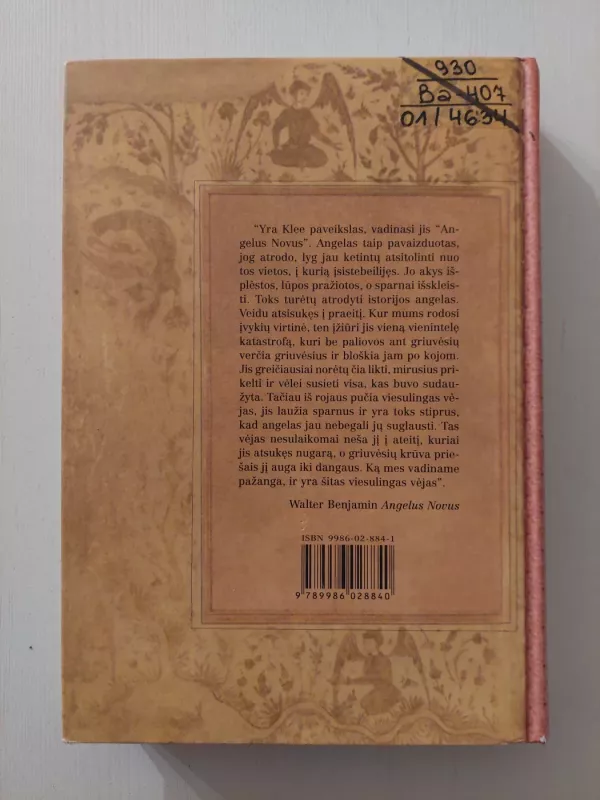 930
Ba-407
01/4634
"Yra Klee paveikslas, vadinasi jis "An-
gelus Novus". Angelas taip pavaizduotas,
jog atrodo, lyg jau ketintų atsitolinti nuo
tos vietos, į kurią įsistebeilijęs. Jo akys iš-
plėstos, lūpos pražiotos, o sparnai išskleis-
ti. Toks turėtų atrodyti istorijos angelas.
Veidu atsisukęs į praeitį. Kur mums rodosi
įvykių virtinė, ten įžiūri jis vieną vienintelę
katastrofą, kuri be paliovos ant griuvėsių
verčia griuvėsius ir bloškia jam po kojom.
Jis greičiausiai norėtų čia likti, mirusius pri-
kelti ir vėlei susieti visa, kas buvo sudau-
žyta. Tačiau iš rojaus pučia viesulingas vė-
jas, jis laužia sparnus ir yra toks stiprus,
kad angelas jau nebegali jų suglausti. Tas
vėjas nesulaikomai neša jį į ateitį, kuriai
jis atsukęs nugarą, o griuvėsių krūva prie-
šais jį auga iki dangaus. Ką mes vadiname
pažanga, ir yra šitas viesulingas vėjas".
Walter Benjamin Angelus Novus
ISBN 9986-02-884-1
9 789986 028840